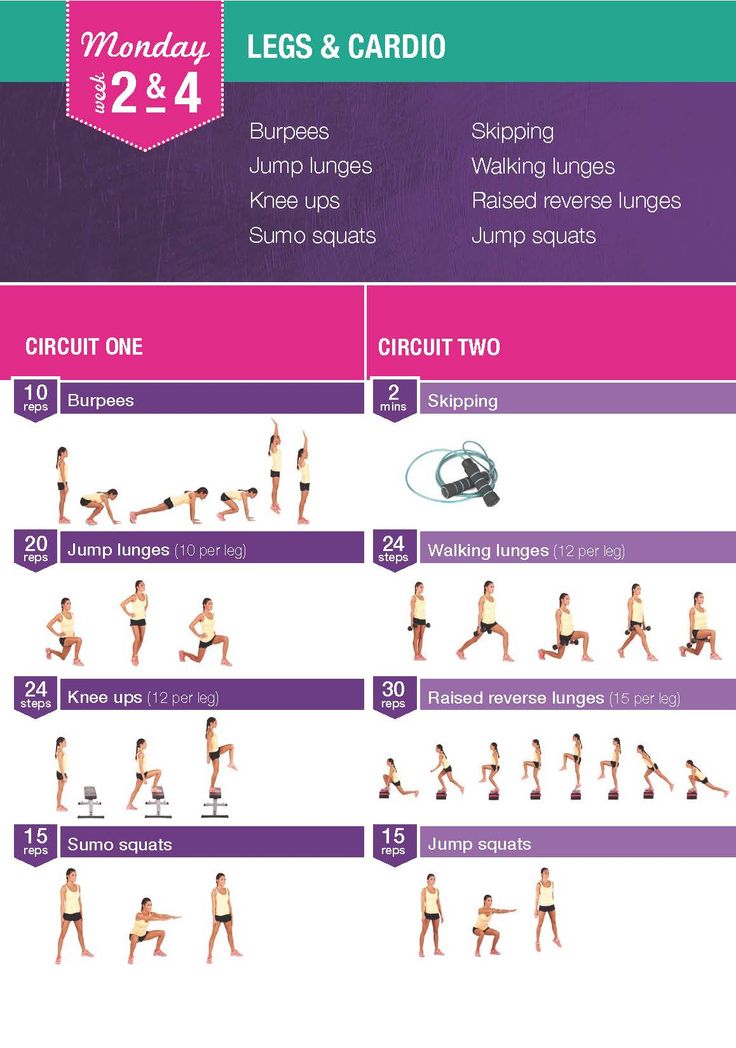 Monday
week
2 & 4
LEGS & CARDIO
Burpees
Jump lunges
Knee ups
Sumo squats
Skipping
Walking lunges
Raised reverse lunges
Jump squats
CIRCUIT ONE
10
reps
Burpees
20
reps
Jump lunges (10 per leg)
24
steps
Knee ups (12 per leg)
15
reps
Sumo squats
CIRCUIT TWO
2
mins
Skipping
24
steps
Walking lunges (12 per leg)
30
reps
Raised reverse lunges (15 per leg)
15
reps
Jump squats